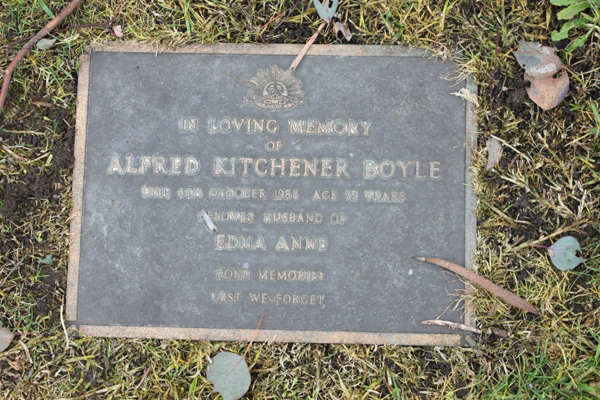 IN LOVING MEMORY
OF
ALFRED KITCHENER BOYLE
OCTOBER AGE YEARS
BELOVED HUSBAND OF
EDNA ANNE
FOND MEMORIES
LEST WE FORGET